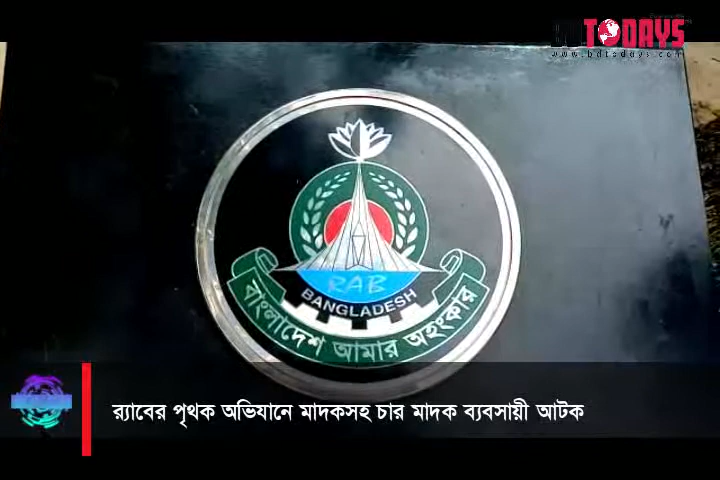 BDTODAYS
www.bdtodays.com
RAB
BANGLADESH
বাংলাদেশ আমার অহংকার
র‍্যাবের পৃথক অভিযানে মাদকসহ চার মাদক ব্যবসায়ী আটক